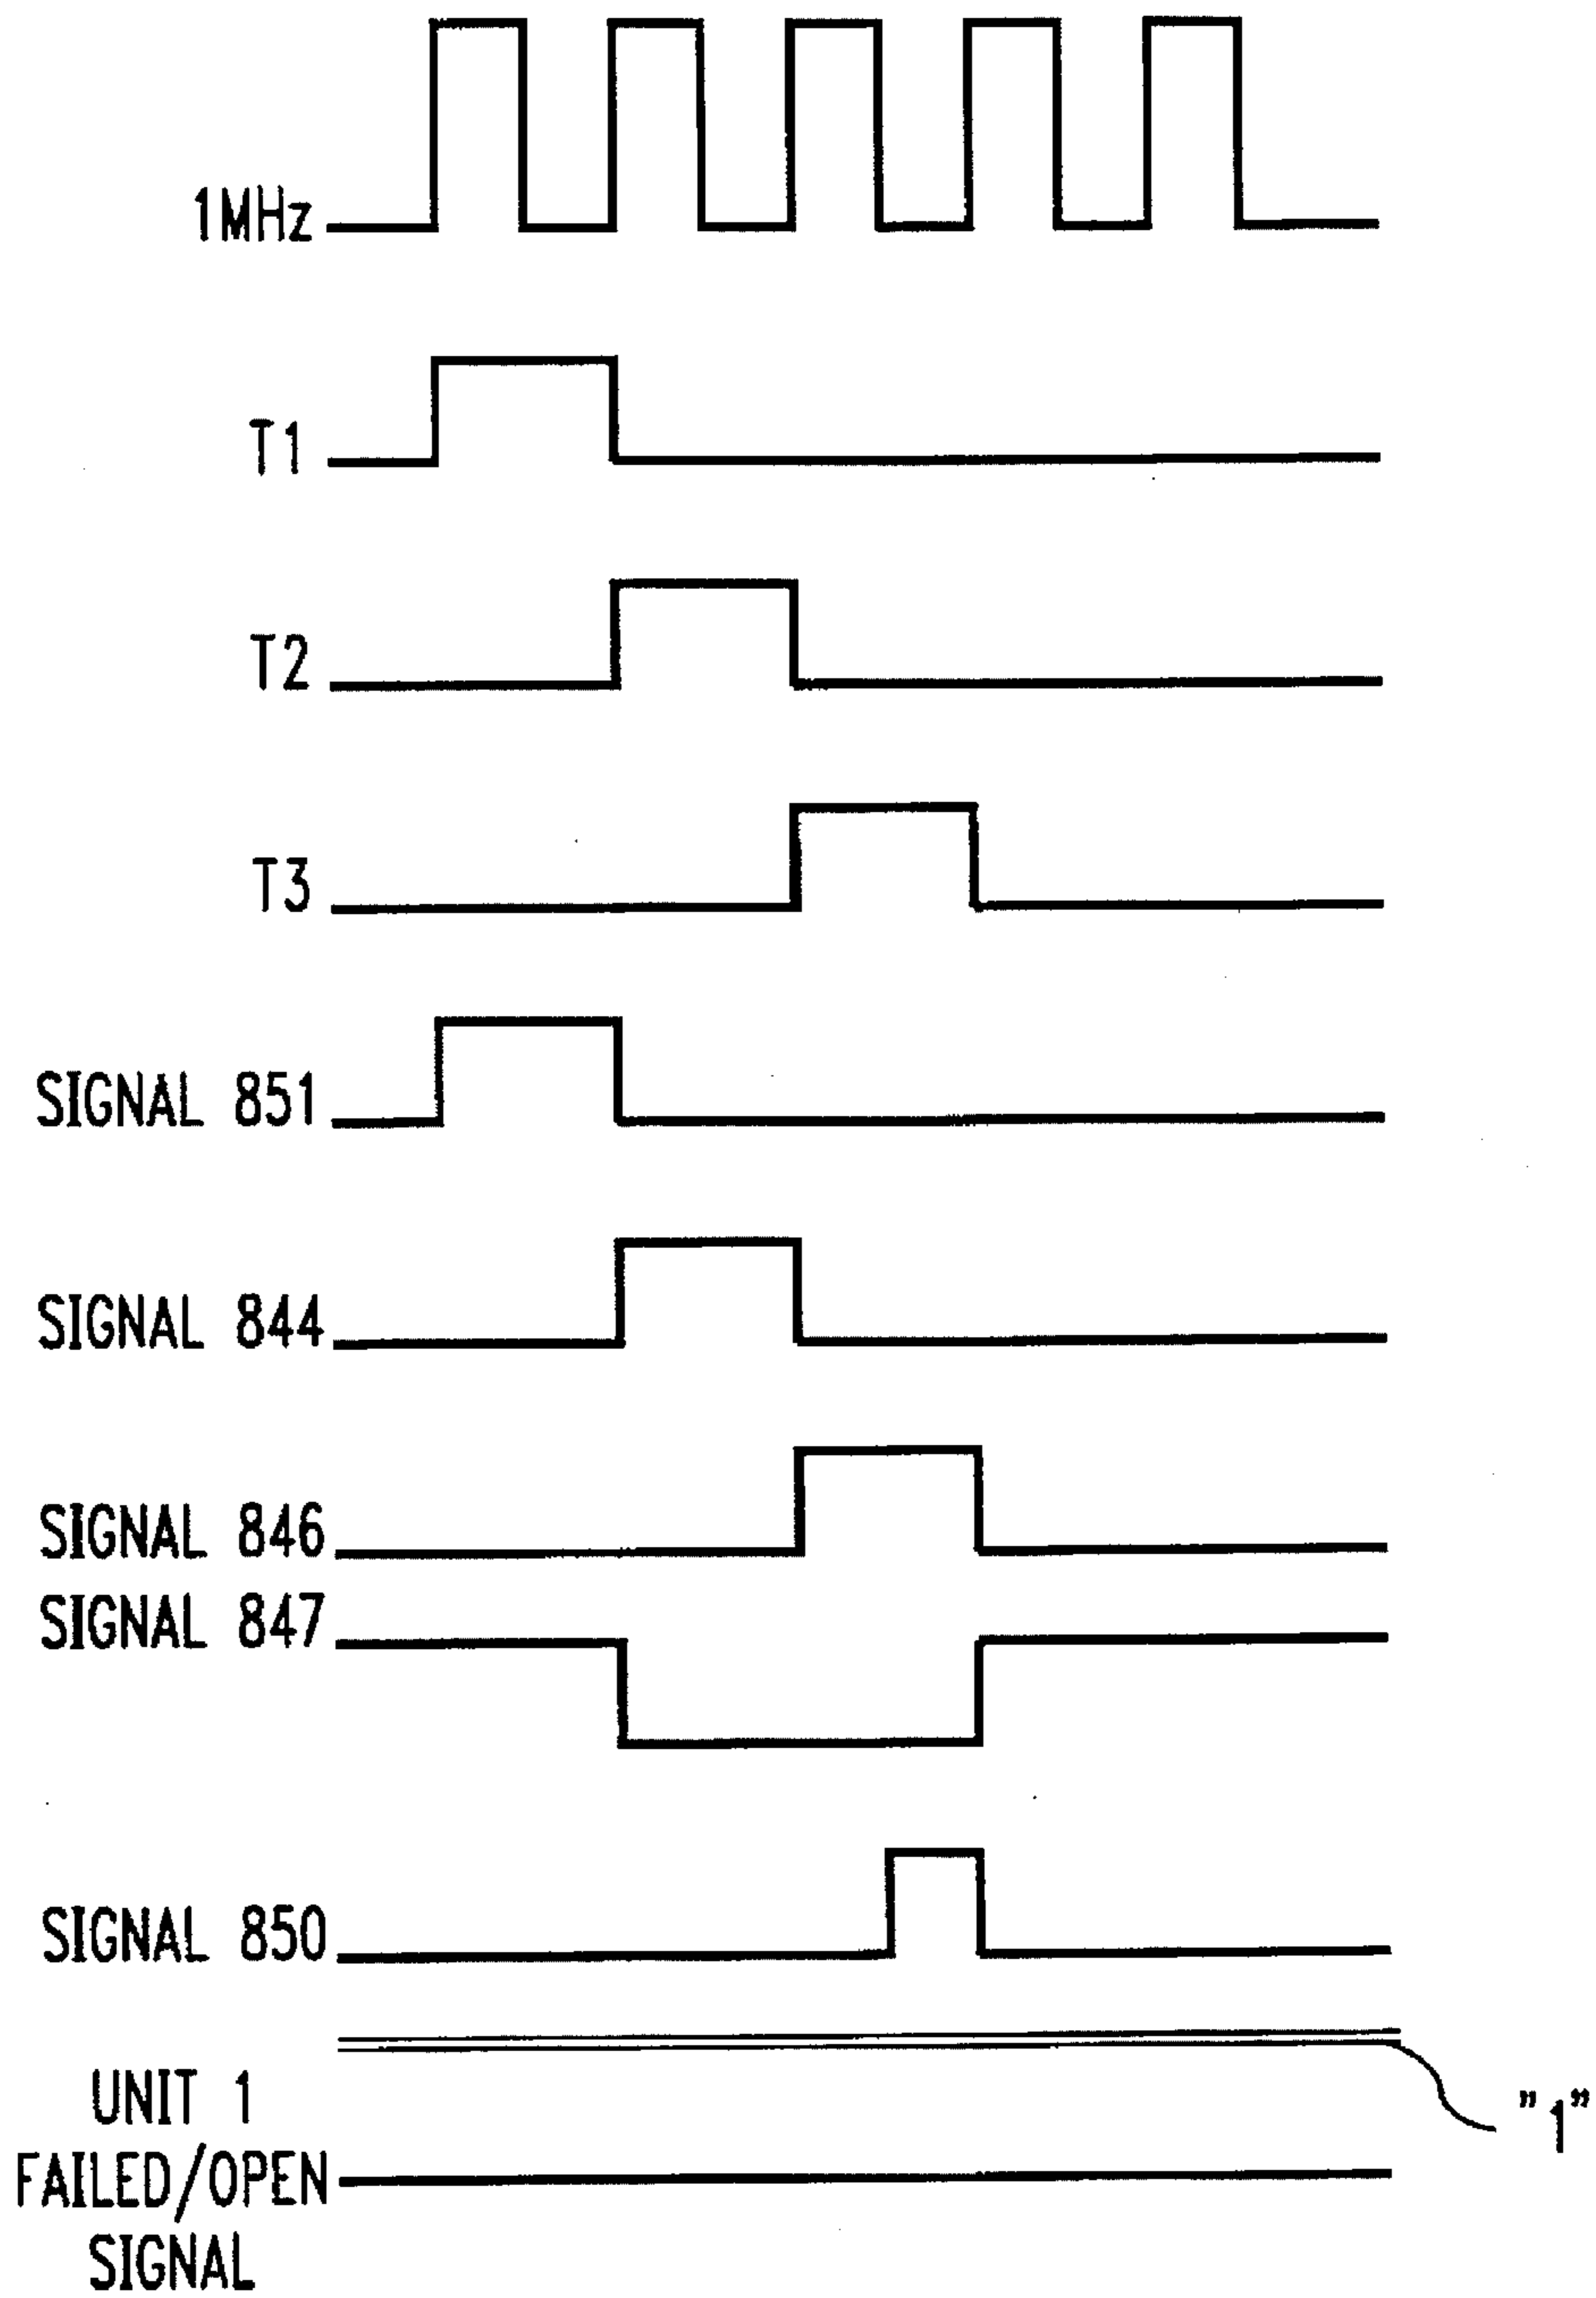 1MHz
T1
T2
T3
SIGNAL 851
SIGNAL 844
SIGNAL 846
SIGNAL 847
SIGNAL 850
UNIT 1
FAILED/OPEN
SIGNAL
"1"